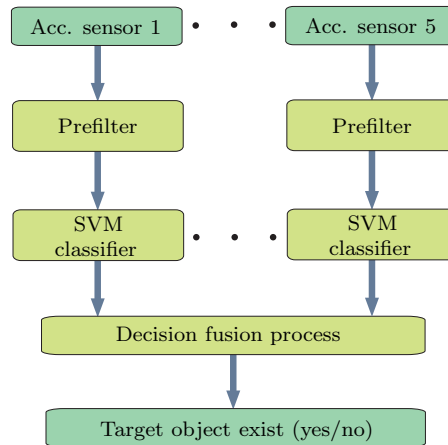 Acc. sensor 1
Acc. sensor 5
Prefilter
Prefilter
SVM
classifier
SVM
classifier
Decision fusion process
Target object exist (yes/no)